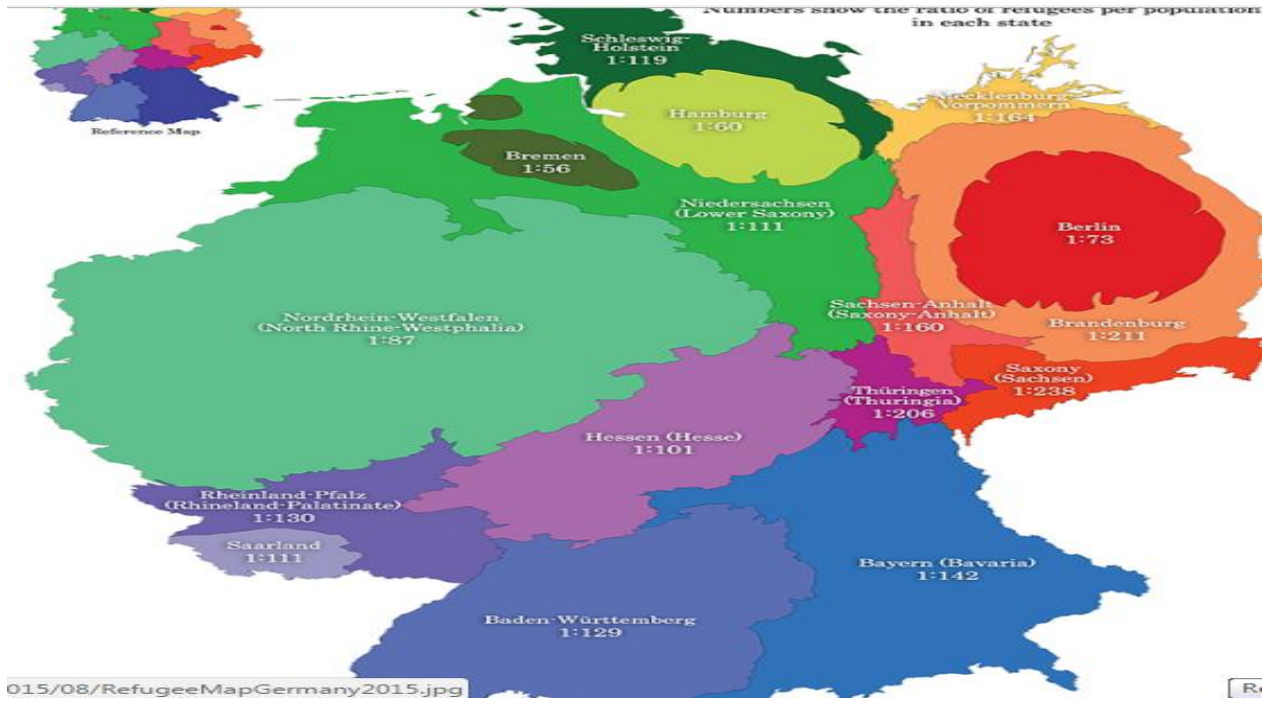 Numbers show the ratio of refugees per population
in each state
Schleswig-
Holstein
1:119
Mecklenburg-
Vorpommern
1:164
Hamburg
1:60
Reference Map
Bremen
1:56
Niedersachsen
(Lower Saxony)
1:111
Berlin
1:73
Sachsen-Anhalt
(Saxony-Anhalt)
1:160
Nordrhein-Westfalen
(North Rhine-Westphalia)
1:87
Brandenburg
1:211
Saxony
(Sachsen)
1:238
Thüringen
(Thuringia)
1:206
Hessen (Hesse)
1:101
Rheinland-Pfalz
(Rhineland-Palatinate)
1:130
Saarland
1:111
Bayern (Bavaria)
1:142
Baden-Württemberg
1:129
015/08/RefugeeMapGermany2015.jpg